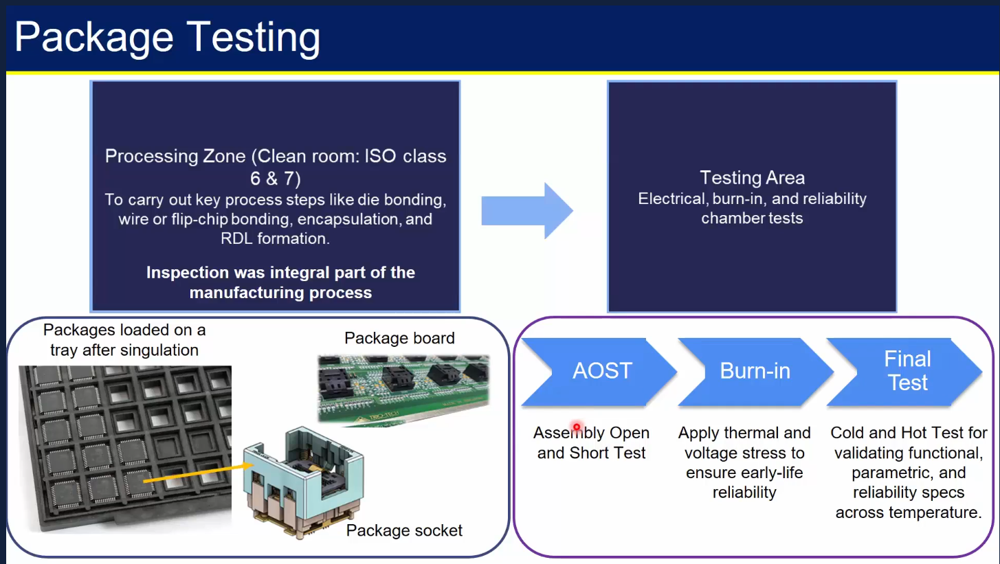 Package Testing
Processing Zone (Clean room: ISO class
6 & 7)
To carry out key process steps like die bonding,
wire or flip-chip bonding, encapsulation, and
RDL formation.
Inspection was integral part of the
manufacturing process
Testing Area
Electrical, burn-in, and reliability
chamber tests
Packages loaded on a
tray after singulation
Package board
TRIO-TECH
Package socket
AOST
Burn-in
Final
Test
Assembly Open
and Short Test
Apply thermal and
voltage stress to
ensure early-life
reliability
Cold and Hot Test for
validating functional,
parametric, and
reliability specs
across temperature.